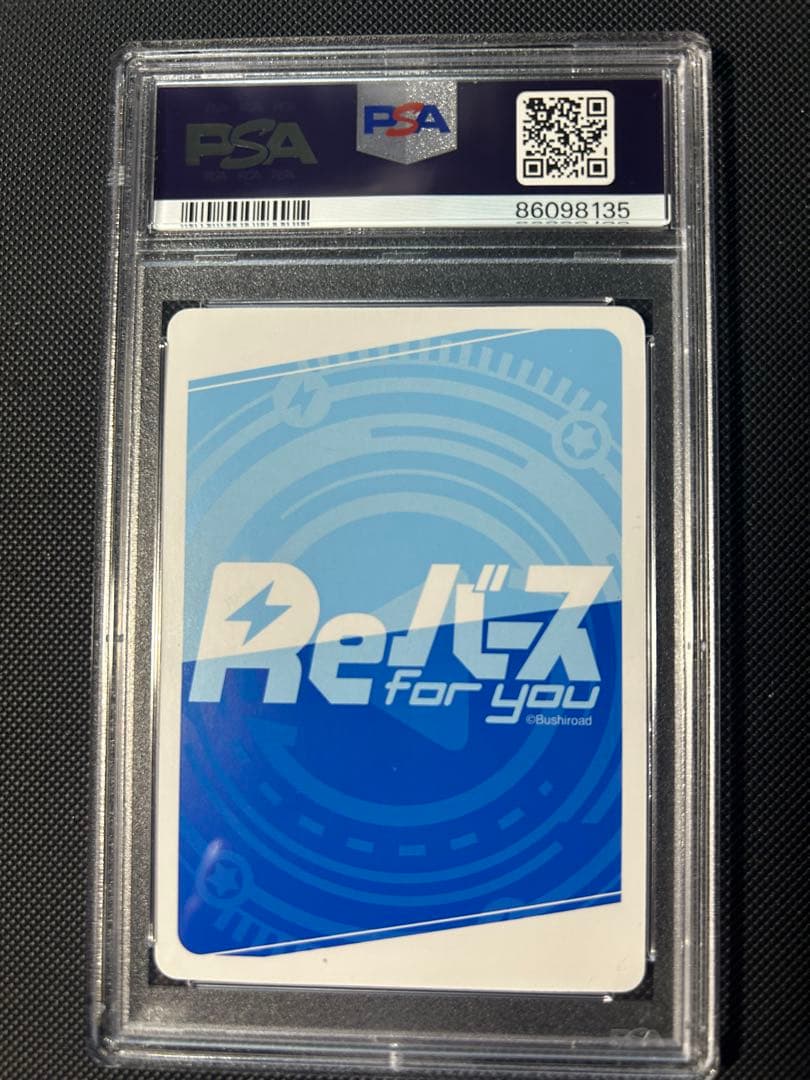 PSA
PSA
86098135
Reバース
for you
©Bushiroad